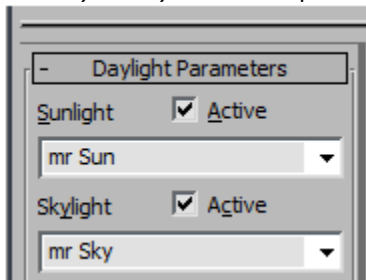 - Daylight Parameters
Sunlight Active
mr Sun
Skylight Active
mr Sky